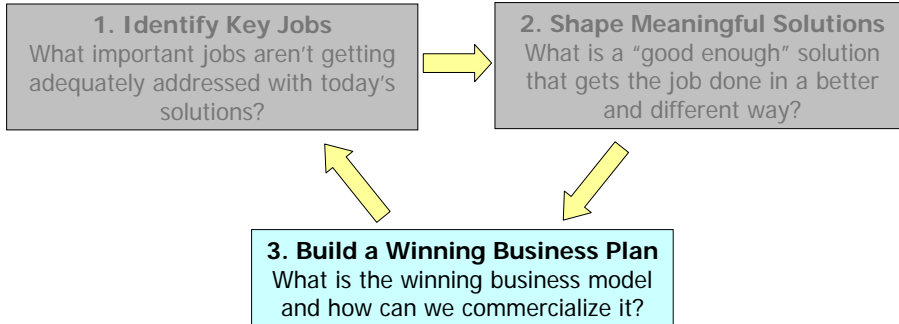 1. Identify Key Jobs
What important jobs aren't getting
adequately addressed with today's
solutions?
2. Shape Meaningful Solutions
What is a “good enough” solution
that gets the job done in a better
and different way?
3. Build a Winning Business Plan
What is the winning business model
and how can we commercialize it?